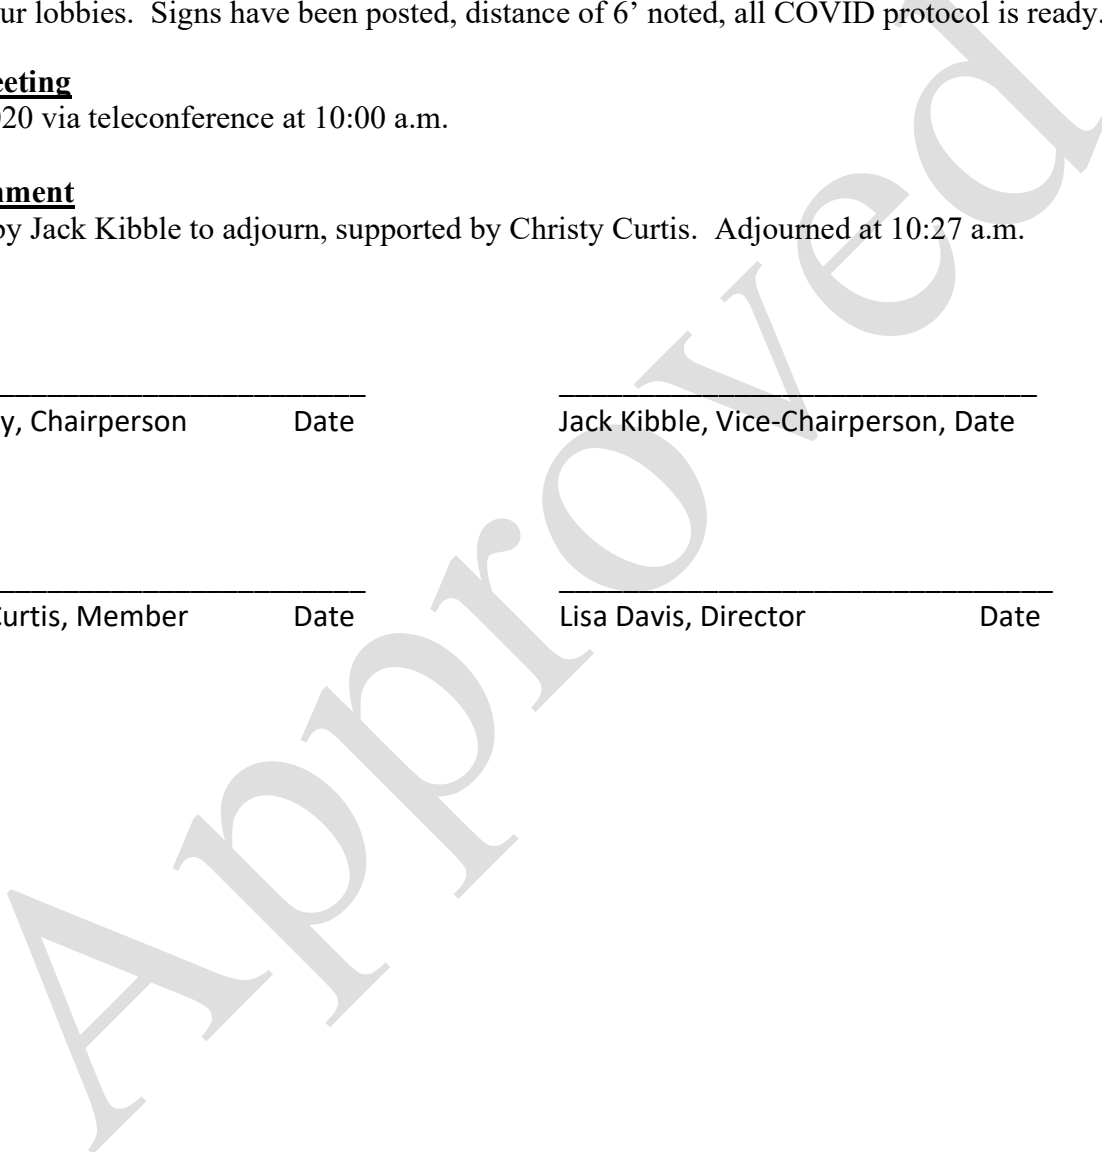 ur lobbies.  Signs have been posted, distance of 6’ noted, all COVID protocol is ready.
eeting
020 via teleconference at 10:00 a.m.
nment
by Jack Kibble to adjourn, supported by Christy Curtis.  Adjourned at 10:27 a.m.
y, Chairperson Date Jack Kibble, Vice-Chairperson, Date
Curtis, Member Date Lisa Davis, Director Date
Approved